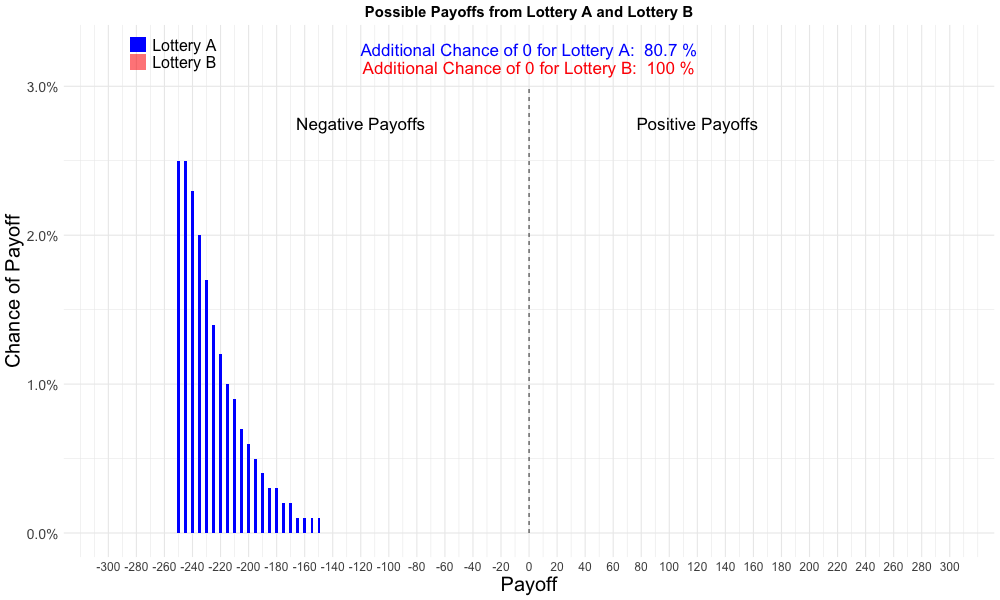 Possible Payoffs from Lottery A and Lottery B
Lottery A
Lottery B
Additional Chance of 0 for Lottery A: 80.7 %
Additional Chance of 0 for Lottery B: 100 %
Negative Payoffs
Positive Payoffs
Chance of Payoff
3.0%
2.0%
1.0%
0.0%
-300 -280 -260 -240 -220 -200 -180 -160 -140 -120 -100 -80 -60 -40 -20 0 20 40 60 80 100 120 140 160 180 200 220 240 260 280 300
Payoff